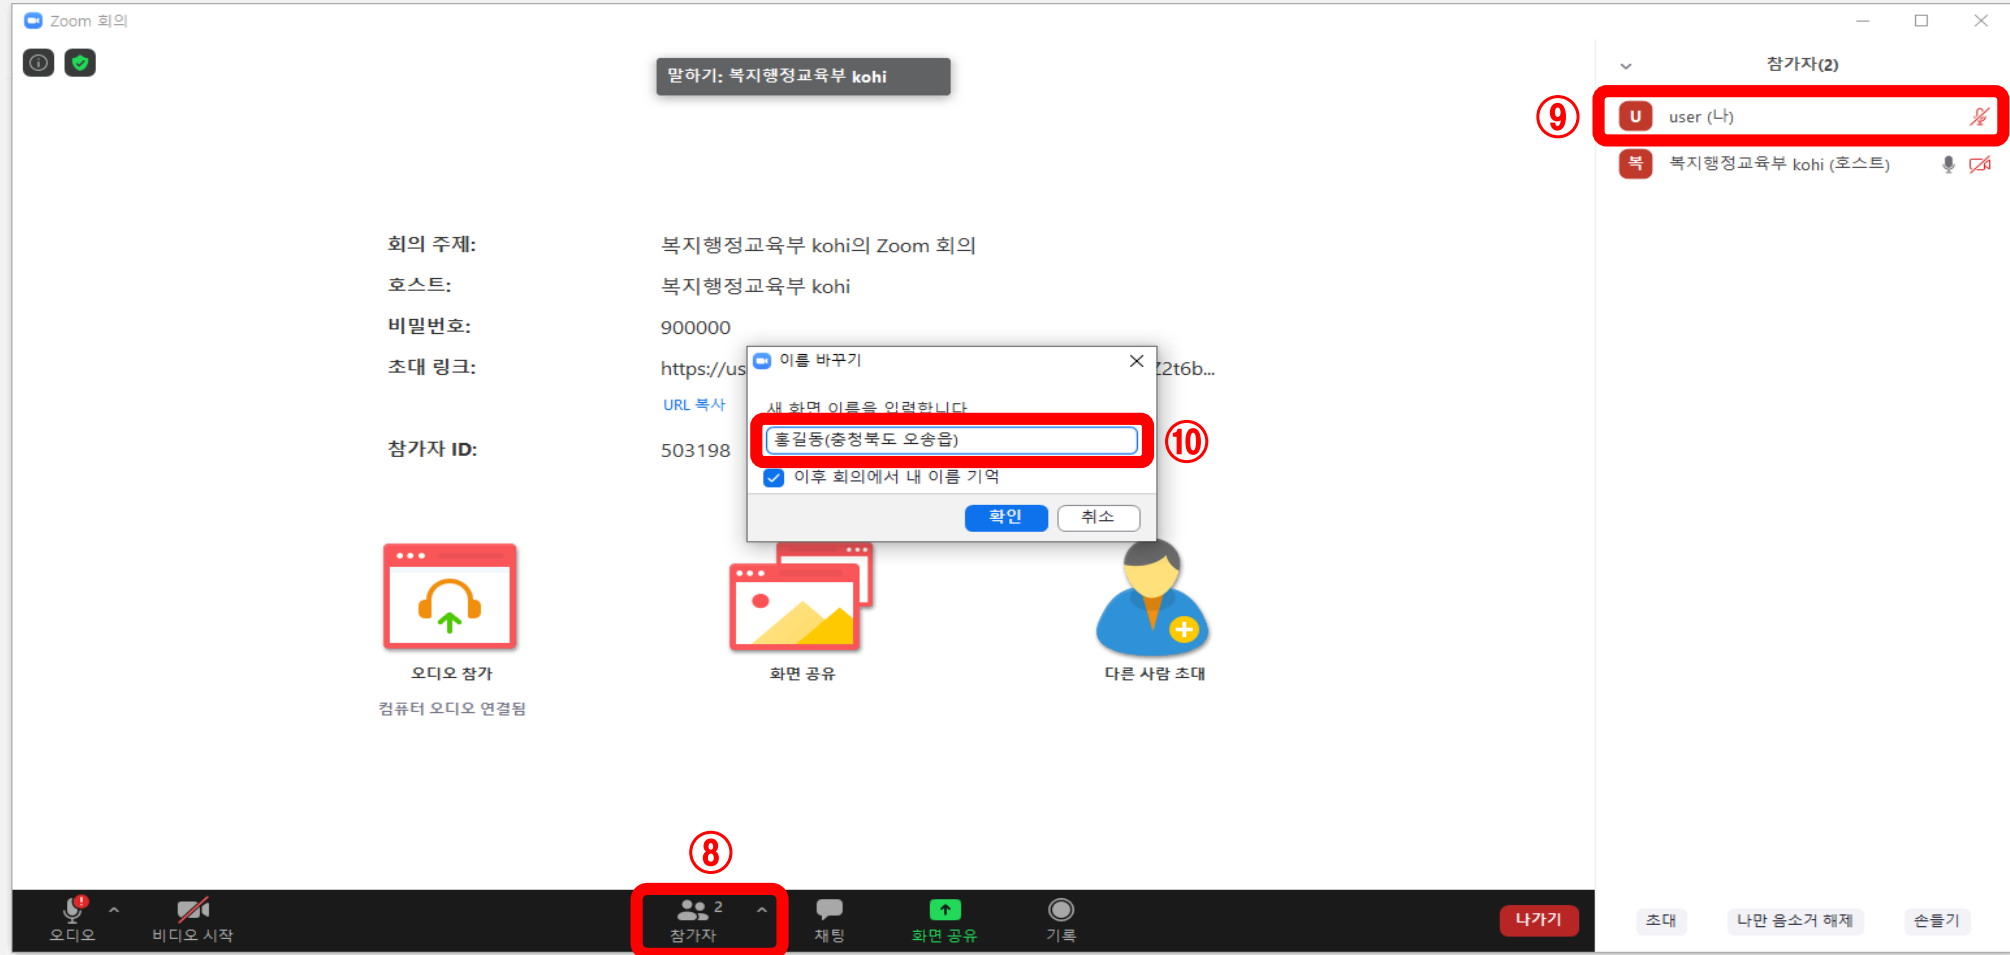 Zoom 회의
말하기: 복지행정교육부 kohi
참가자(2)
⑨
U user (나)
복 복지행정교육부 kohi (호스트)
회의 주제: 복지행정교육부 kohi의 Zoom 회의
호스트: 복지행정교육부 kohi
비밀번호: 900000
초대 링크: https://us
Z2t6b...
URL 복사
참가자 ID: 503198
이름 바꾸기
새 화면 이름을 입력합니다
홍길동(충청북도 오송읍)
⑩
이후 회의에서 내 이름 기억
확인 취소
오디오 참가
컴퓨터 오디오 연결됨
화면 공유
다른 사람 초대
⑧
오디오
비디오 시작
2
참가자
채팅
화면 공유
기록
나가기
초대 나만 음소거 해제 손들기